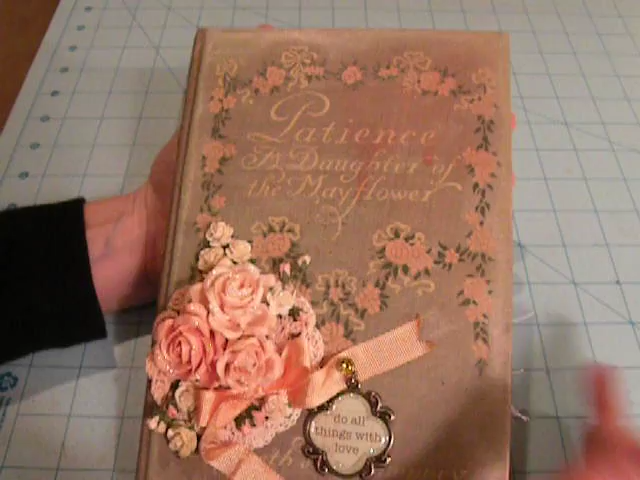 Patience
A Daughter of
the Mayflower
do all
things with
love